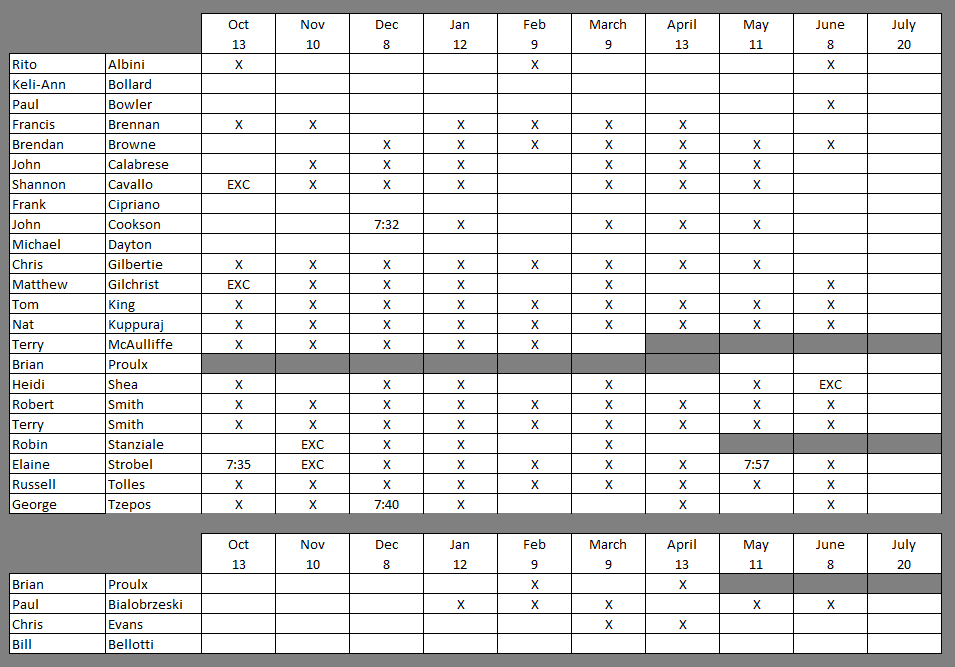 Oct Nov Dec Jan Feb March April May June July
13 10 8 12 9 9 13 11 8 20
Rito Albini X X X
Keli-Ann Bollard
Paul Bowler X
Francis Brennan X X X X X X
Brendan Browne X X X X X X X
John Calabrese X X X X X X
Shannon Cavallo EXC X X X X X X
Frank Cipriano
John Cookson 7:32 X X X X
Michael Dayton
Chris Gilbertie X X X X X X X X
Matthew Gilchrist EXC X X X X X
Tom King X X X X X X X X X
Nat Kuppuraj X X X X X X X X X
Terry McAulliffe X X X X X
Brian Proulx
Heidi Shea X X X X X EXC
Robert Smith X X X X X X X X X
Terry Smith X X X X X X X X X
Robin Stanziale EXC X X X
Elaine Strobel 7:35 EXC X X X X X 7:57 X
Russell Tolles X X X X X X X X X
George Tzepos X X 7:40 X X X
Oct Nov Dec Jan Feb March April May June July
13 10 8 12 9 9 13 11 8 20
Brian Proulx X X
Paul Bialobrzeski X X X X X
Chris Evans X X
Bill Bellotti